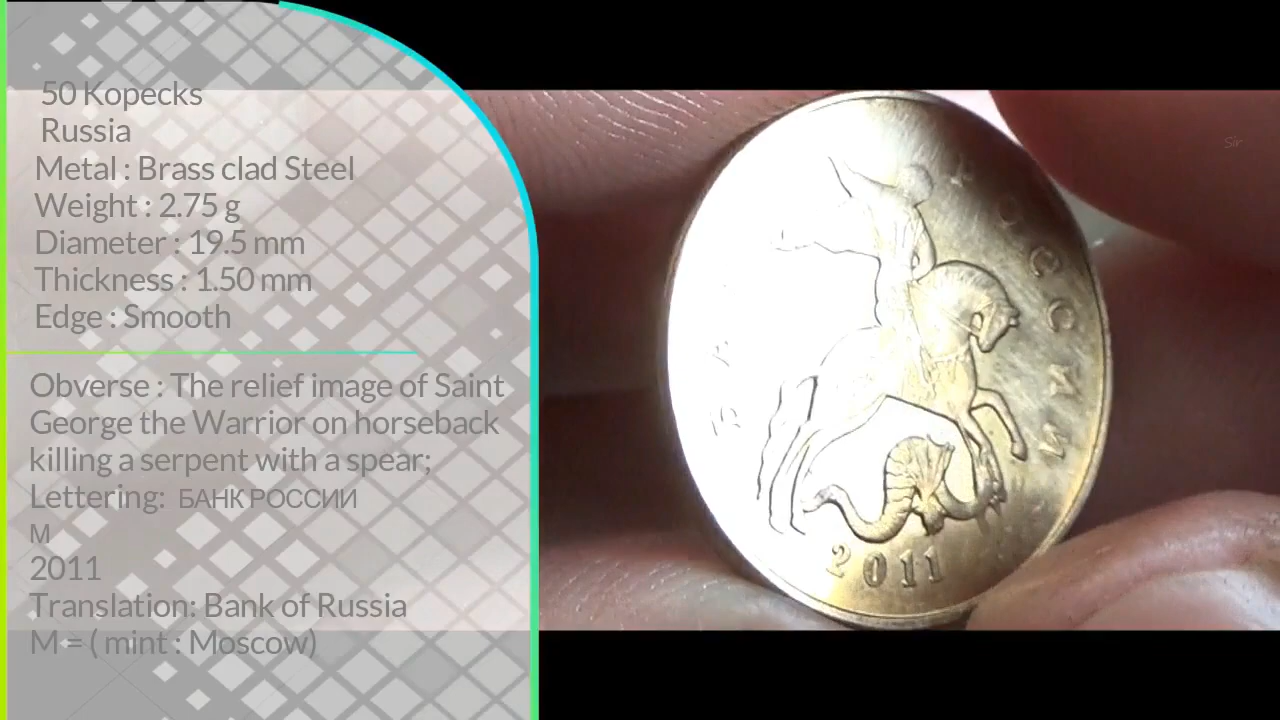 50 Kopecks
Russia
Metal : Brass clad Steel
Weight : 2.75 g
Diameter : 19.5 mm
Thickness : 1.50 mm
Edge : Smooth
Obverse : The relief image of Saint
George the Warrior on horseback
killing a serpent with a spear;
Lettering: БАНК РОССИИ
М
2011
Translation: Bank of Russia
M = ( mint : Moscow)
Sir
ОССИИ
2011